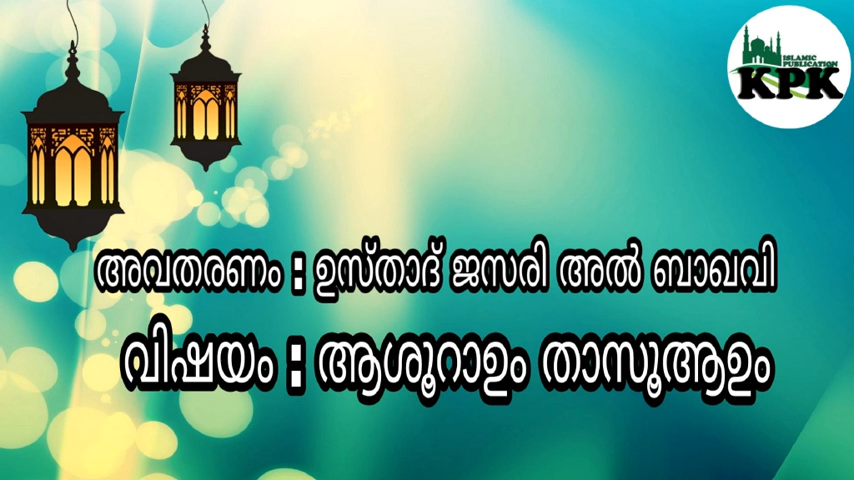 ISLAMIC
PUBLICATION
KPK
അവതരണം : ഉസ്താദ് ജസരി അൽ ബാഖവി
വിഷയം : ആശൂറാഉം താസൂആഉം